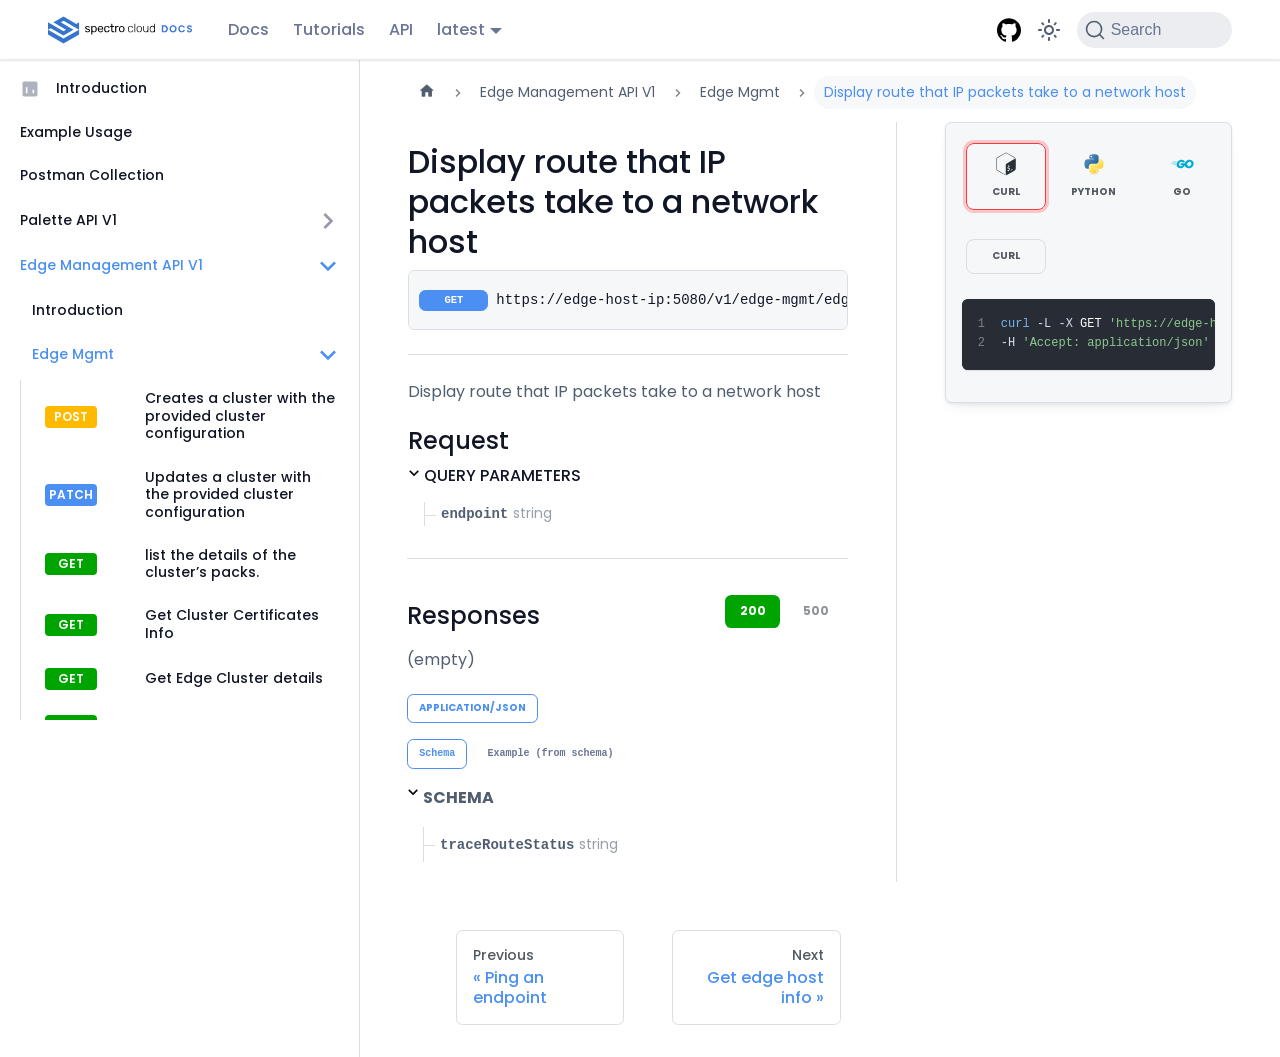 spectro cloud DOCS
Docs
Tutorials
API
latest
Search
Introduction
Example Usage
Postman Collection
Palette API V1
Edge Management API V1
Introduction
Edge Mgmt
POST
Creates a cluster with the
provided cluster
configuration
PATCH
Updates a cluster with
the provided cluster
configuration
GET
list the details of the
cluster’s packs.
GET
Get Cluster Certificates
Info
GET
Get Edge Cluster details
Edge Management API V1
Edge Mgmt
Display route that IP packets take to a network host
Display route that IP
packets take to a network
host
GET https://edge-host-ip:5080/v1/edge-mgmt/edg
Display route that IP packets take to a network host
Request
QUERY PARAMETERS
endpoint string
Responses
200
500
(empty)
APPLICATION/JSON
Schema
Example (from schema)
SCHEMA
traceRouteStatus string
Previous
« Ping an
endpoint
Next
Get edge host
info »
CURL
PYTHON
GO
CURL
1 curl -L -X GET 'https://edge-h
2 -H 'Accept: application/json'